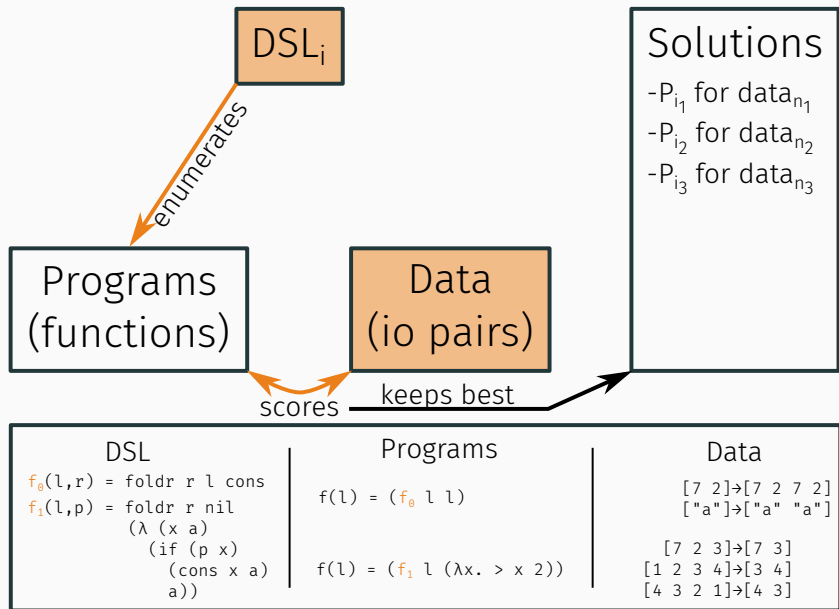 DSLᵢ
Solutions
-Pᵢ₁ for dataₙ₁
-Pᵢ₂ for dataₙ₂
-Pᵢ₃ for dataₙ₃
enumerates
Programs
(functions)
Data
(io pairs)
scores
keeps best
DSL
f₀(l,r) = foldr r l cons
f₁(l,p) = foldr r nil
(λ (x a)
(if (p x)
(cons x a)
a))
Programs
f(l) = (f₀ l l)
f(l) = (f₁ l (λx. > x 2))
Data
[7 2]→[7 2 7 2]
["a"]→["a" "a"]
[7 2 3]→[7 3]
[1 2 3 4]→[3 4]
[4 3 2 1]→[4 3]